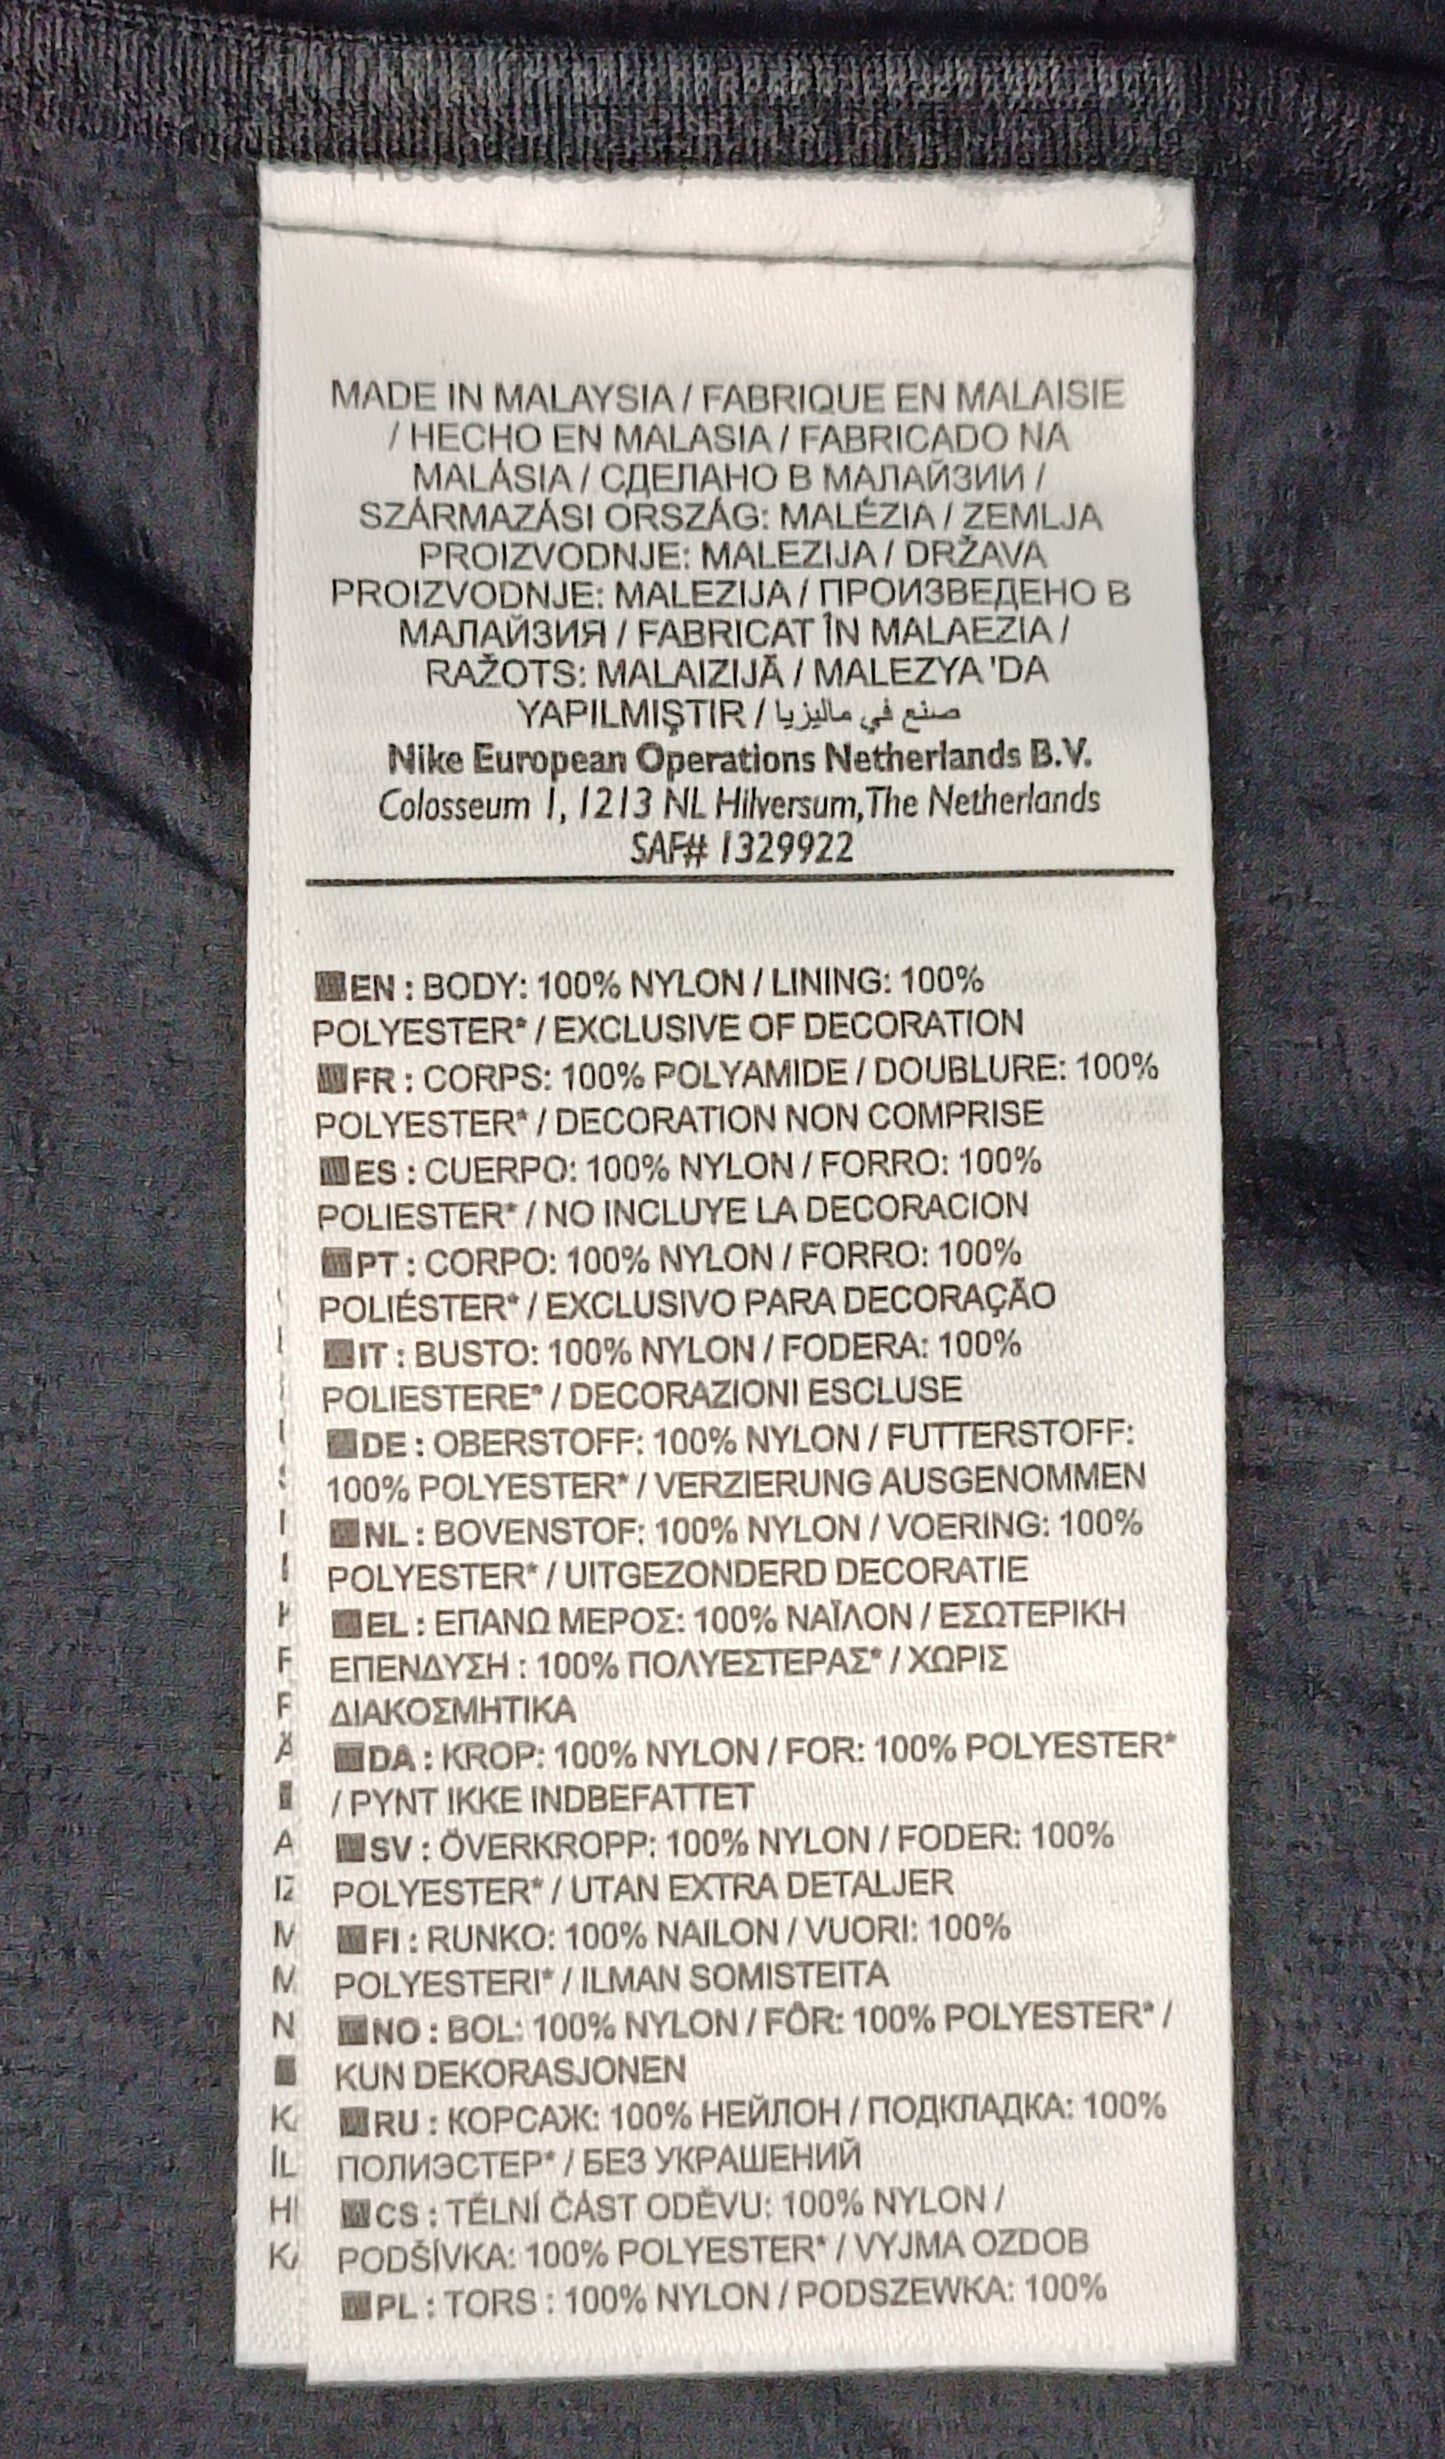 MADE IN MALAYSIA / FABRIQUE EN MALAISIE
/ HECHO EN MALASIA / FABRICADO NA
MALÁSIA / СДЕЛАНО В МАЛАЙЗИИ /
SZÁRMAZÁSI ORSZÁG: MALÉZIA / ZEMLJA
PROIZVODNJE: MALEZIJA / DRŽAVA
PROIZVODNJE: MALEZIJA / ПРОИЗВЕДЕНО В
МАЛАЙЗИЯ / FABRICAT ÎN MALAEZIA /
RAŽOTS: MALAIZIJĀ / MALEZYA 'DA
YAPILMIŞTIR / صنع في ماليزيا
Nike European Operations Netherlands B.V.
Colosseum 1, 1213 NL Hilversum, The Netherlands
SAF# 1329922
EN : BODY: 100% NYLON / LINING: 100%
POLYESTER* / EXCLUSIVE OF DECORATION
FR : CORPS: 100% POLYAMIDE / DOUBLURE: 100%
POLYESTER* / DECORATION NON COMPRISE
ES : CUERPO: 100% NYLON / FORRO: 100%
POLIESTER* / NO INCLUYE LA DECORACION
PT : CORPO: 100% NYLON / FORRO: 100%
POLIÉSTER* / EXCLUSIVO PARA DECORAÇÃO
IT : BUSTO: 100% NYLON / FODERA: 100%
POLIESTERE* / DECORAZIONI ESCLUSE
DE : OBERSTOFF: 100% NYLON / FUTTERSTOFF:
100% POLYESTER* / VERZIERUNG AUSGENOMMEN
NL : BOVENSTOF: 100% NYLON / VOERING: 100%
POLYESTER* / UITGEZONDERD DECORATIE
EL : ΕΠΑΝΩ ΜΕΡΟΣ: 100% ΝΑΪΛΟΝ / ΕΣΩΤΕΡΙΚΗ
ΕΠΕΝΔΥΣΗ : 100% ΠΟΛΥΕΣΤΕΡΑΣ* / ΧΩΡΙΣ
ΔΙΑΚΟΣΜΗΤΙΚΑ
DA : KROP: 100% NYLON / FOR: 100% POLYESTER*
/ PYNT IKKE INDBEFATTET
SV : ÖVERKROPP: 100% NYLON / FODER: 100%
POLYESTER* / UTAN EXTRA DETALJER
FI : RUNKO: 100% NAILON / VUORI: 100%
POLYESTERI* / ILMAN SOMISTEITA
NO : BOL: 100% NYLON / FÔR: 100% POLYESTER* /
KUN DEKORASJONEN
RU : КОРСАЖ: 100% НЕЙЛОН / ПОДКЛАДКА: 100%
ПОЛИЭСТЕР* / БЕЗ УКРАШЕНИЙ
CS : TĚLNÍ ČÁST ODĚVU: 100% NYLON /
PODŠÍVKA: 100% POLYESTER* / VYJMA OZDOB
PL : TORS : 100% NYLON / PODSZEWKA: 100%